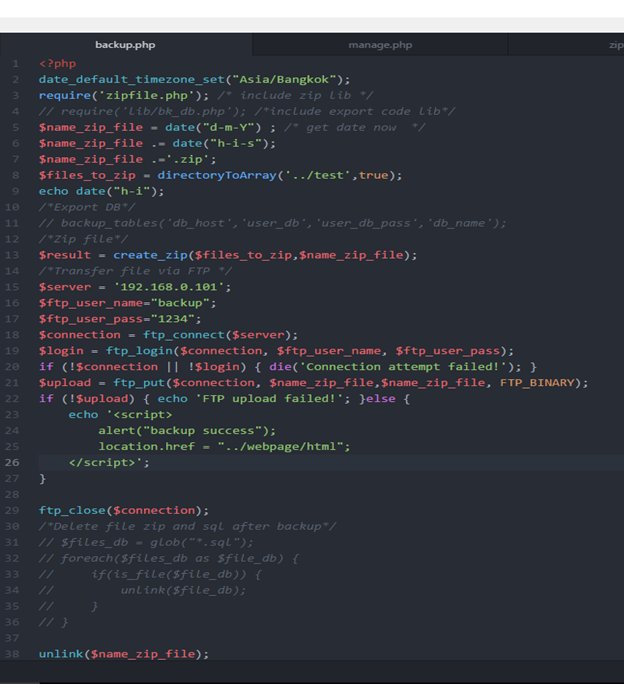 backup.php manage.php zip
1 <?php
2 date_default_timezone_set("Asia/Bangkok");
3 require('zipfile.php'); /* include zip lib */
4 // require('lib/bk_db.php'); /*include export code lib*/
5 $name_zip_file = date("d-m-Y") ; /* get date now  */
6 $name_zip_file .= date("h-i-s");
7 $name_zip_file .='.zip';
8 $files_to_zip = directoryToArray('../test',true);
9 echo date("h-i");
10 /*Export DB*/
11 // backup_tables('db_host','user_db','user_db_pass','db_name');
12 /*Zip file*/
13 $result = create_zip($files_to_zip,$name_zip_file);
14 /*Transfer file via FTP */
15 $server = '192.168.0.101';
16 $ftp_user_name="backup";
17 $ftp_user_pass="1234";
18 $connection = ftp_connect($server);
19 $login = ftp_login($connection, $ftp_user_name, $ftp_user_pass);
20 if (!$connection || !$login) { die('Connection attempt failed!'); }
21 $upload = ftp_put($connection, $name_zip_file,$name_zip_file, FTP_BINARY);
22 if (!$upload) { echo 'FTP upload failed!'; }else {
23     echo '<script>
24         alert("backup success");
25         location.href = "../webpage/html";
26     </script>';
27 }
28
29 ftp_close($connection);
30 /*Delete file zip and sql after backup*/
31 // $files_db = glob("*.sql");
32 // foreach($files_db as $file_db) {
33 //     if(is_file($file_db)) {
34 //         unlink($file_db);
35 //     }
36 // }
37
38 unlink($name_zip_file);